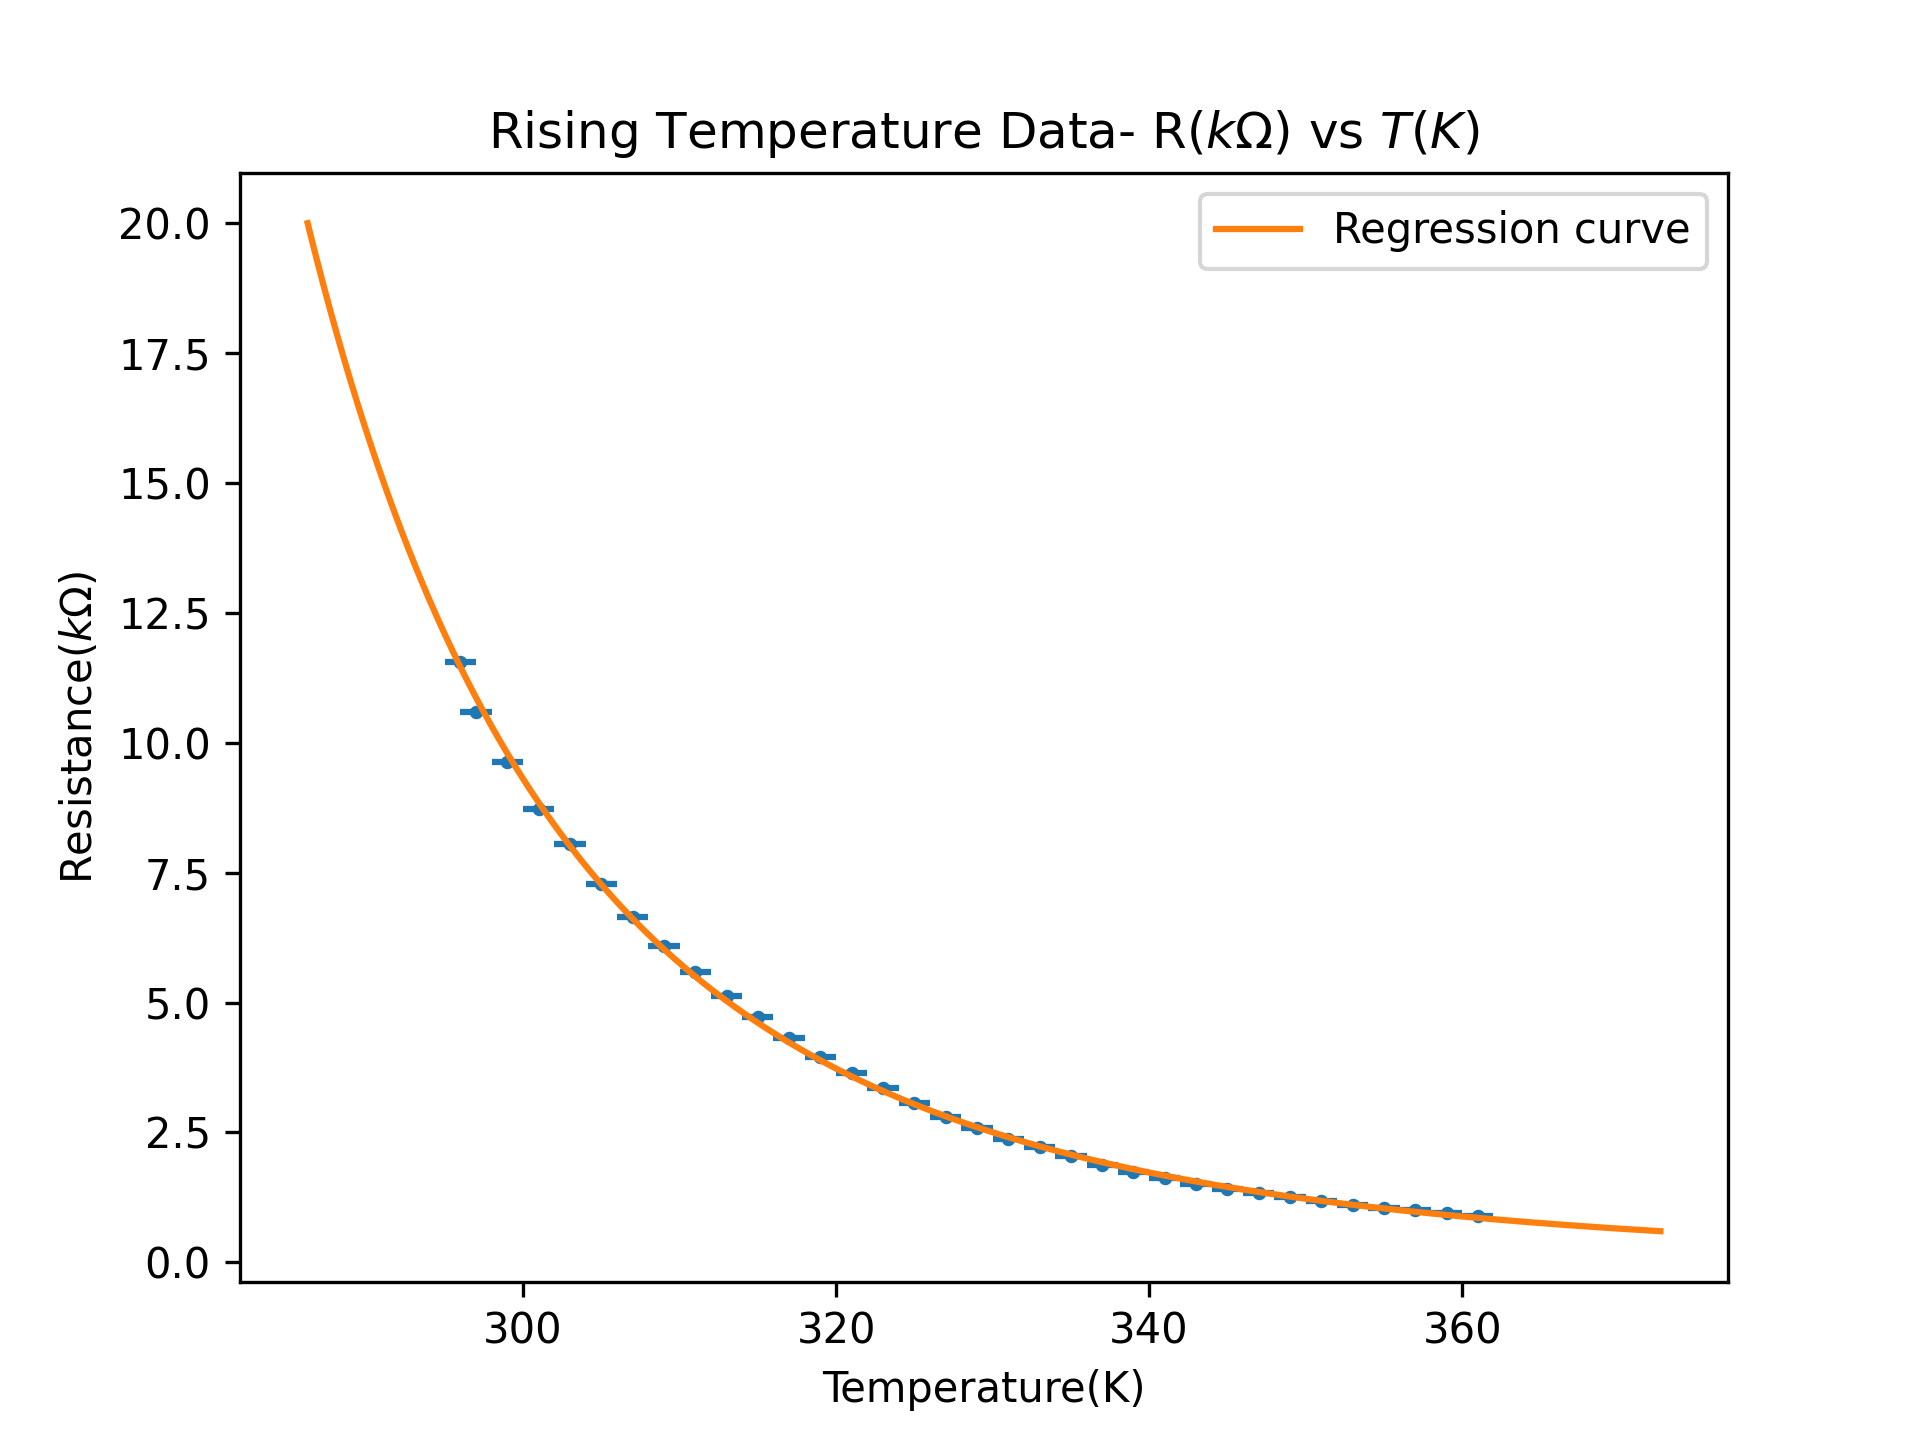 Rising Temperature Data- R(kΩ) vs T(K)
Regression curve
20.0
17.5
15.0
12.5
10.0
7.5
5.0
2.5
0.0
Resistance(kΩ)
300 320 340 360
Temperature(K)